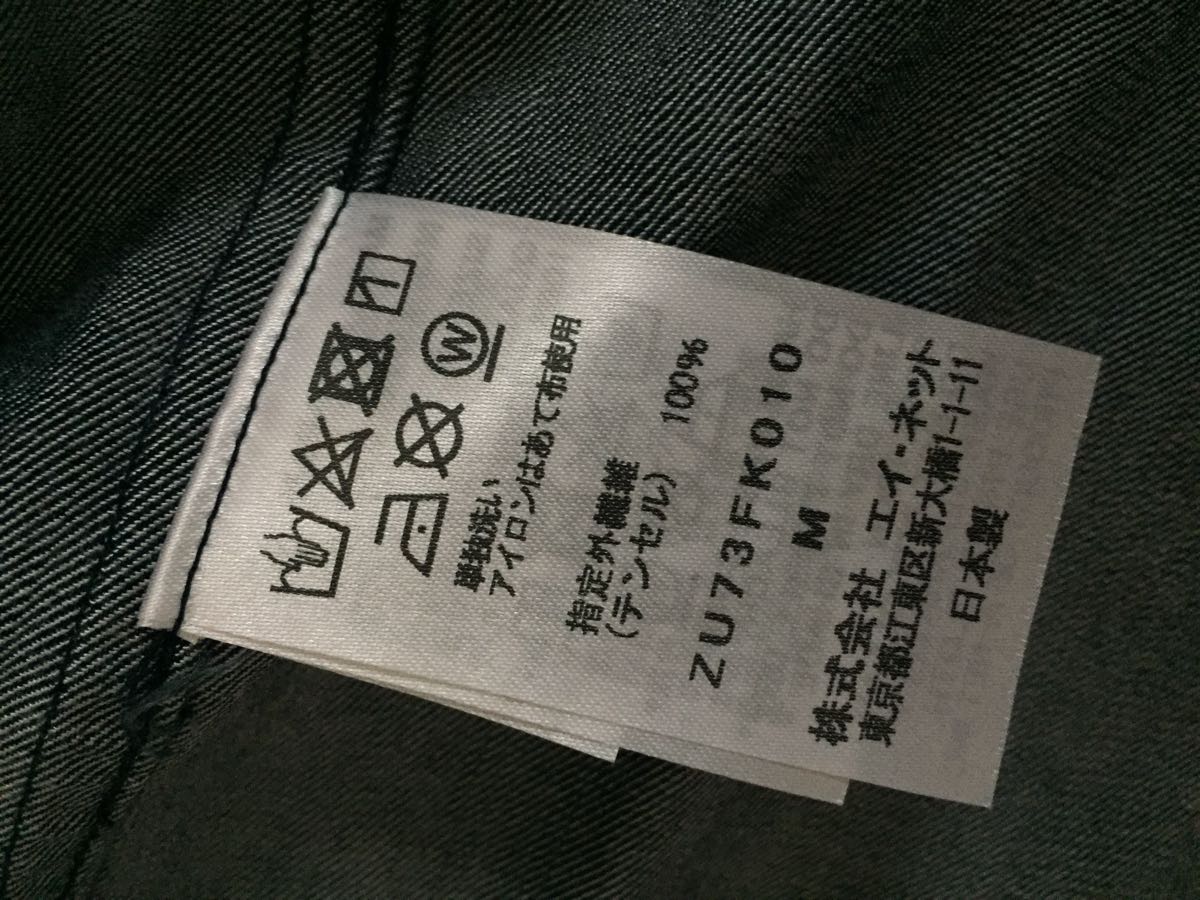 W
単独洗い
アイロンはあて布使用
指定外繊維
(テンセル) 100%
ZU73FK010
M
株式会社 エイ・ネット
東京都江東区新大橋1-1-11
日本製